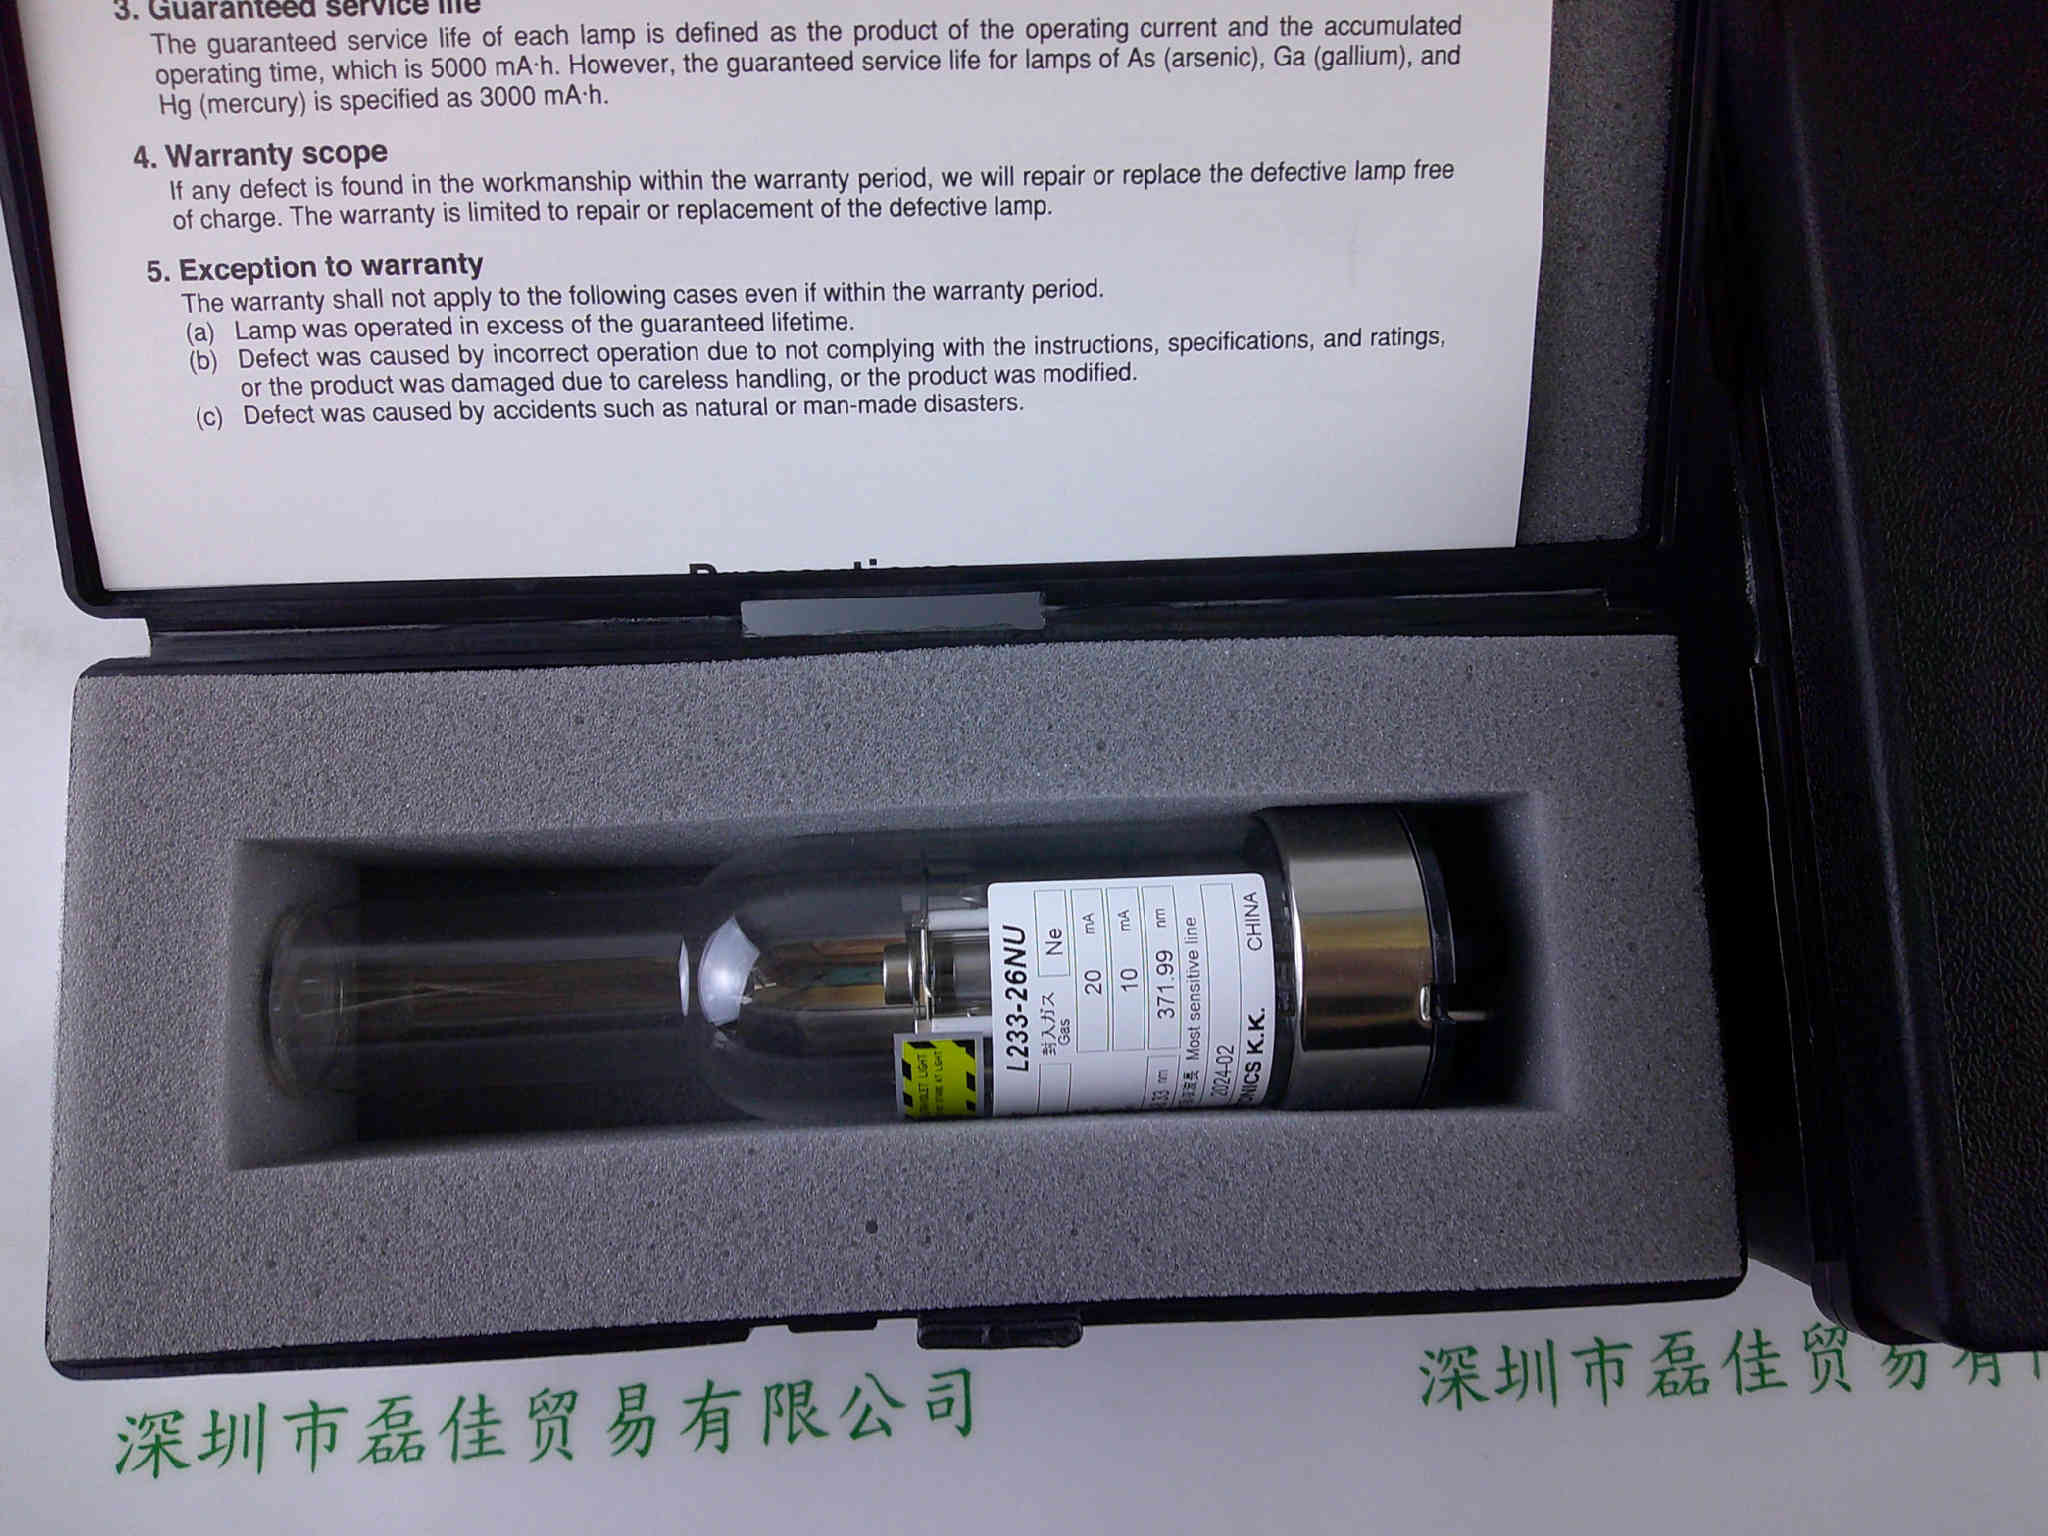 3. Guaranteed service life
The guaranteed service life of each lamp is defined as the product of the operating current and the accumulated
operating time, which is 5000 mA·h. However, the guaranteed service life for lamps of As (arsenic), Ga (gallium), and
Hg (mercury) is specified as 3000 mA·h.
4. Warranty scope
If any defect is found in the workmanship within the warranty period, we will repair or replace the defective lamp free
of charge. The warranty is limited to repair or replacement of the defective lamp.
5. Exception to warranty
The warranty shall not apply to the following cases even if within the warranty period.
(a) Lamp was operated in excess of the guaranteed lifetime.
(b) Defect was caused by incorrect operation due to not complying with the instructions, specifications, and ratings,
or the product was damaged due to careless handling, or the product was modified.
(c) Defect was caused by accidents such as natural or man-made disasters.
L233-26NU
封入ガス Ne
Gas
20 mA
10 mA
371.99 nm
33 nm
Most sensitive line
2024-02
ONICS K.K. CHINA
LIGHT
AT LIGHT
深圳市磊佳贸易有限公司
深圳市磊佳贸易有